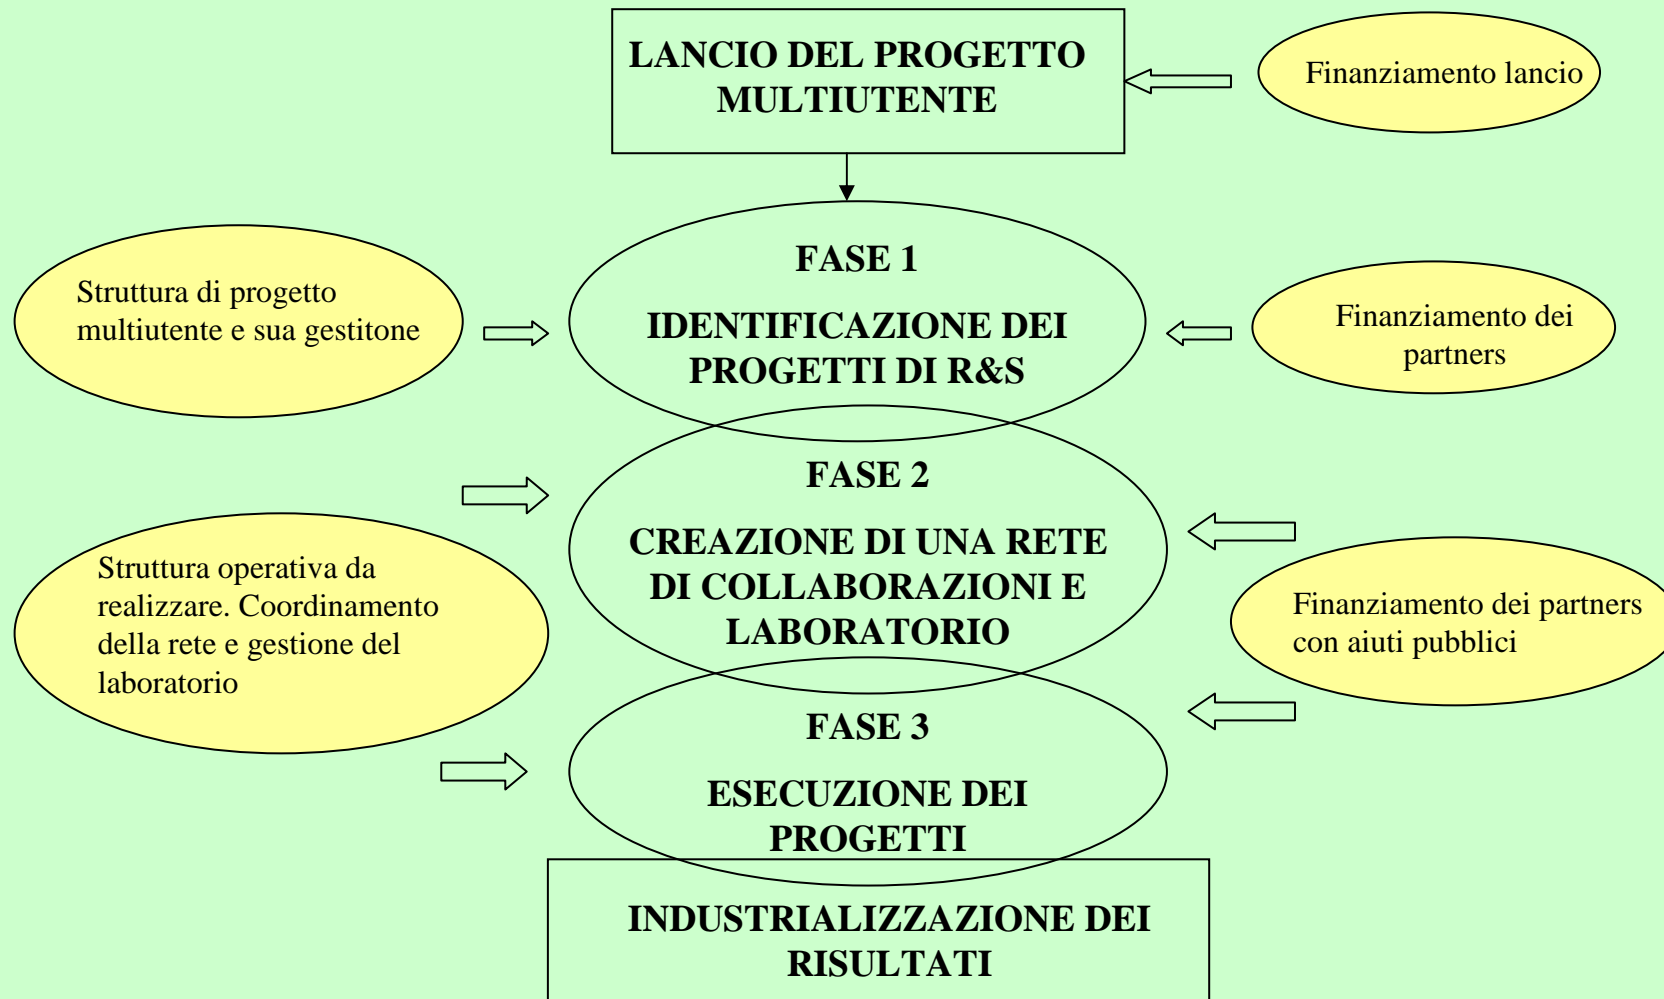 LANCIO DEL PROGETTO
MULTIUTENTE
Finanziamento lancio
FASE 1
IDENTIFICAZIONE DEI
PROGETTI DI R&S
Struttura di progetto
multiutente e sua gestitone
Finanziamento dei
partners
FASE 2
CREAZIONE DI UNA RETE
DI COLLABORAZIONI E
LABORATORIO
Struttura operativa da
realizzare. Coordinamento
della rete e gestione del
laboratorio
Finanziamento dei partners
con aiuti pubblici
FASE 3
ESECUZIONE DEI
PROGETTI
INDUSTRIALIZZAZIONE DEI
RISULTATI